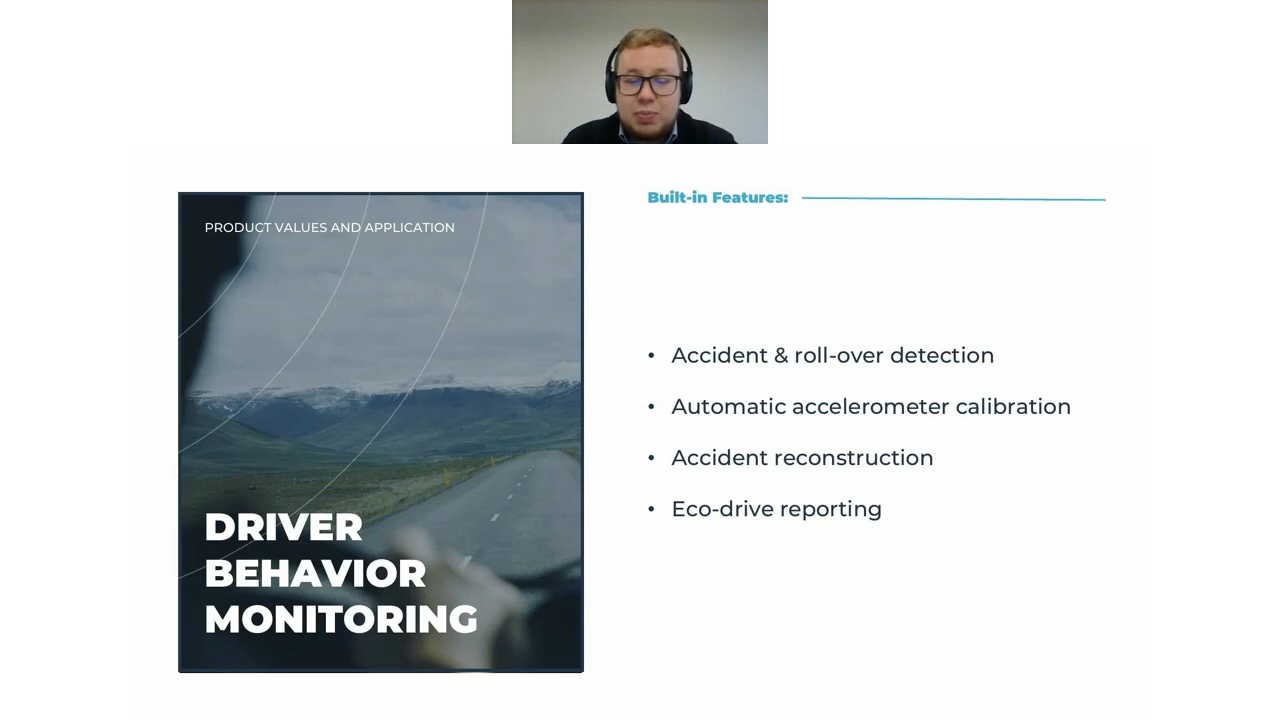 PRODUCT VALUES AND APPLICATION
DRIVER
BEHAVIOR
MONITORING
Built-in Features:
• Accident & roll-over detection
• Automatic accelerometer calibration
• Accident reconstruction
• Eco-drive reporting